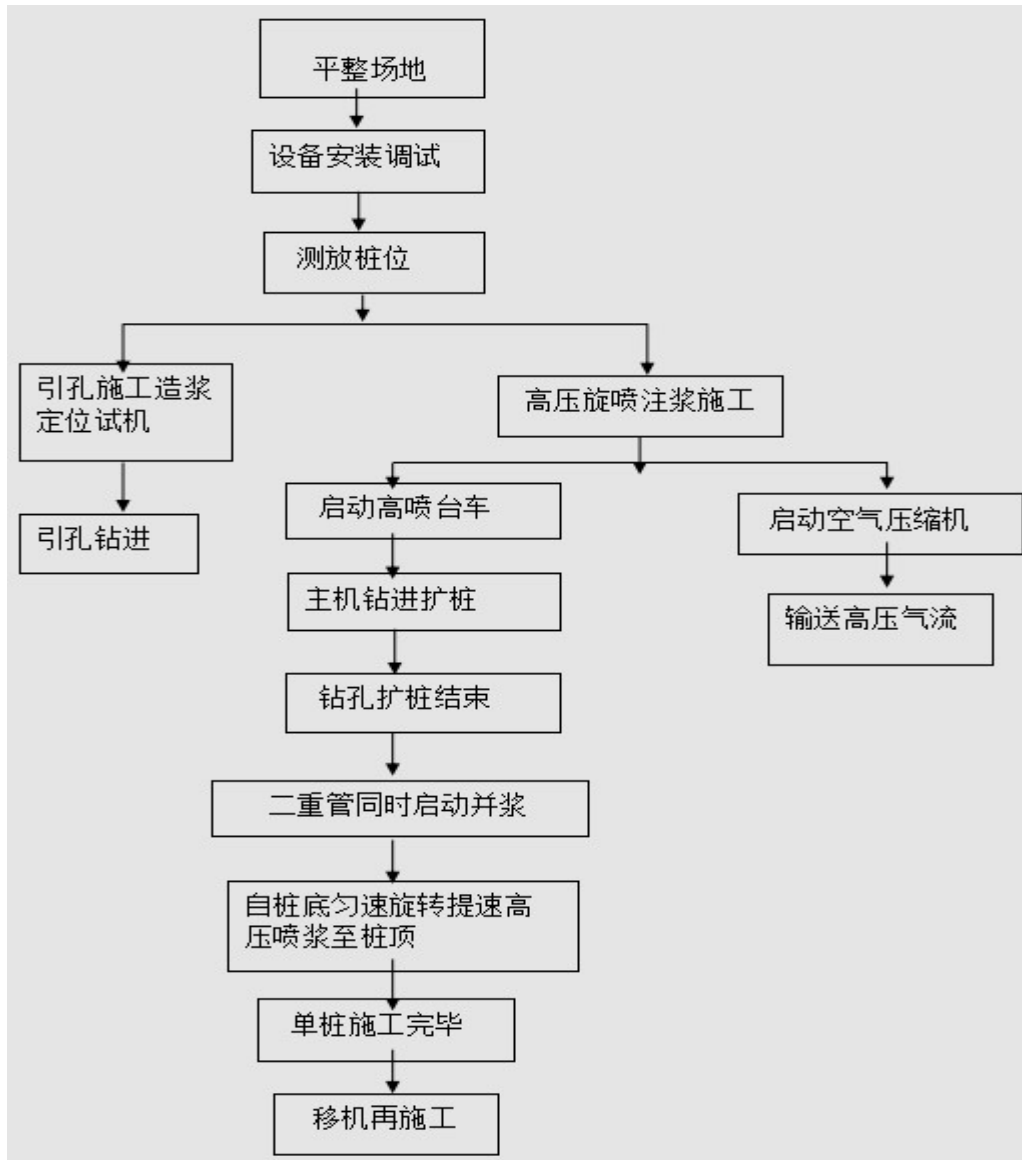 平整场地
设备安装调试
测放桩位
引孔施工造浆
定位试机
高压旋喷注浆施工
引孔钻进
启动高喷台车
启动空气压缩机
主机钻进扩桩
输送高压气流
钻孔扩桩结束
二重管同时启动并浆
自桩底匀速旋转提速高
压喷浆至桩顶
单桩施工完毕
移机再施工